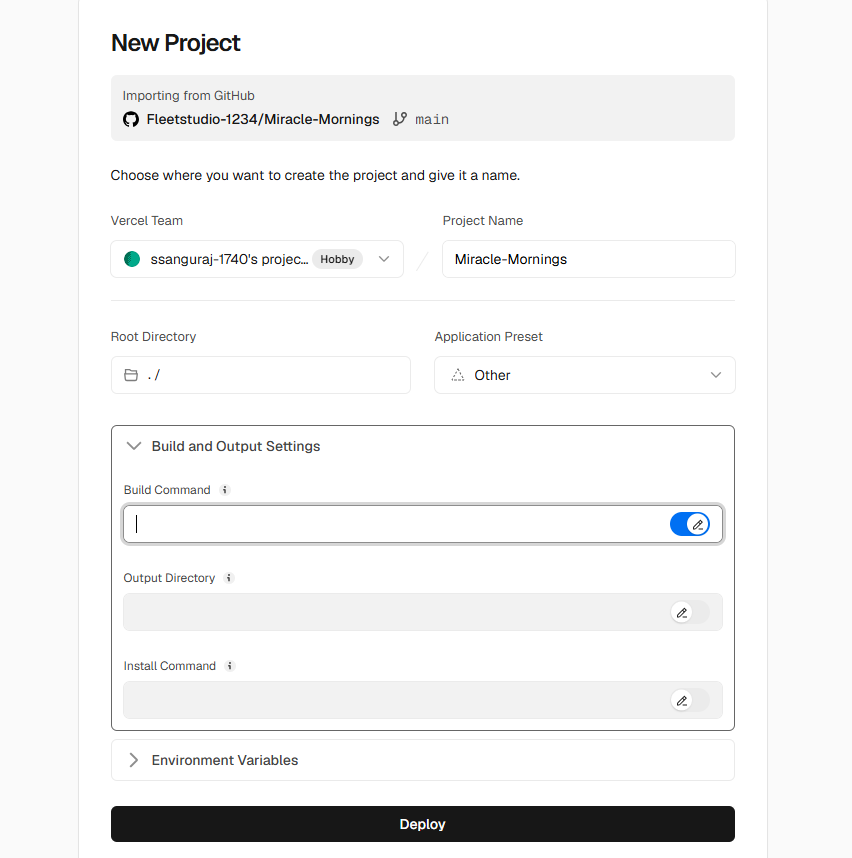 New Project
Importing from GitHub
Fleetstudio-1234/Miracle-Mornings main
Choose where you want to create the project and give it a name.
Vercel Team Project Name
ssanguraj-1740's projec... Hobby / Miracle-Mornings
Root Directory Application Preset
./ Other
Build and Output Settings
Build Command i
Output Directory i
Install Command i
Environment Variables
Deploy